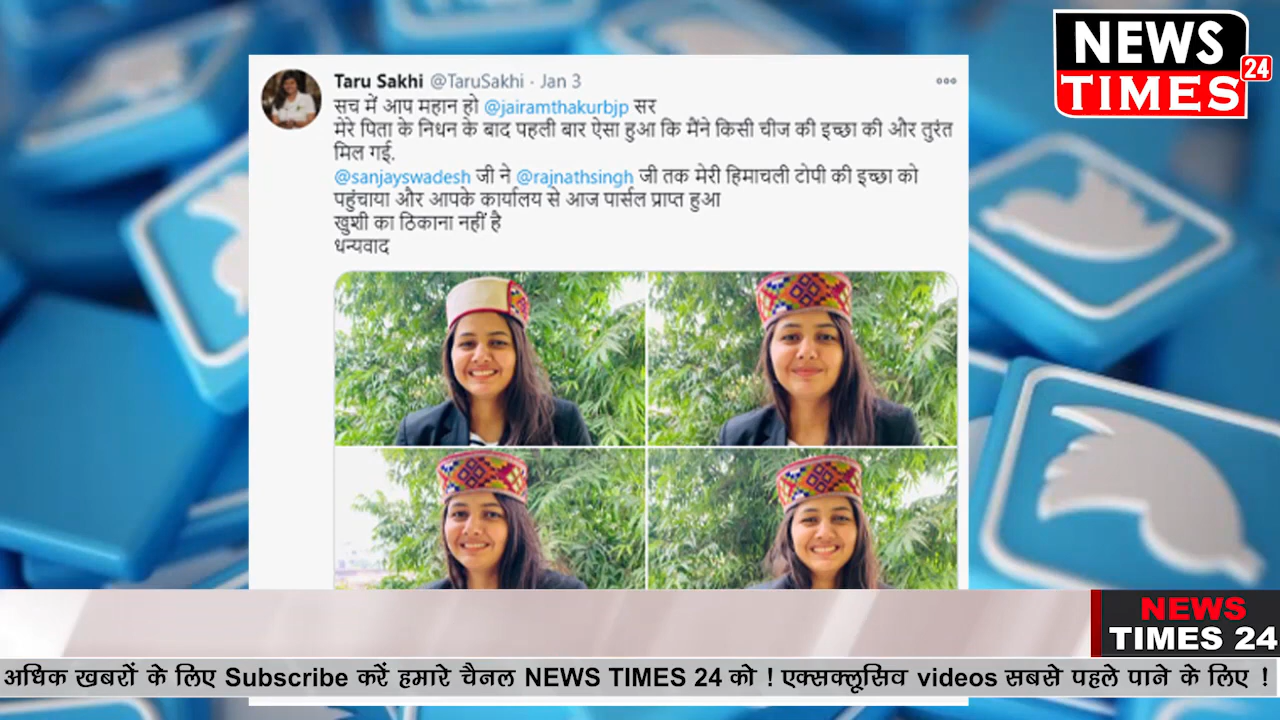 NEWS
24
TIMES
Taru Sakhi @TaruSakhi · Jan 3
सच में आप महान हो @jairamthakurbjp सर
मेरे पिता के निधन के बाद पहली बार ऐसा हुआ कि मैंने किसी चीज की इच्छा की और तुरंत
मिल गई.
@sanjayswadesh जी ने @rajnathsingh जी तक मेरी हिमाचली टोपी की इच्छा को
पहुंचाया और आपके कार्यालय से आज पार्सल प्राप्त हुआ
खुशी का ठिकाना नहीं है
धन्यवाद
NEWS
TIMES 24
अधिक खबरों के लिए Subscribe करें हमारे चैनल NEWS TIMES 24 को ! एक्सक्लूसिव videos सबसे पहले पाने के लिए !